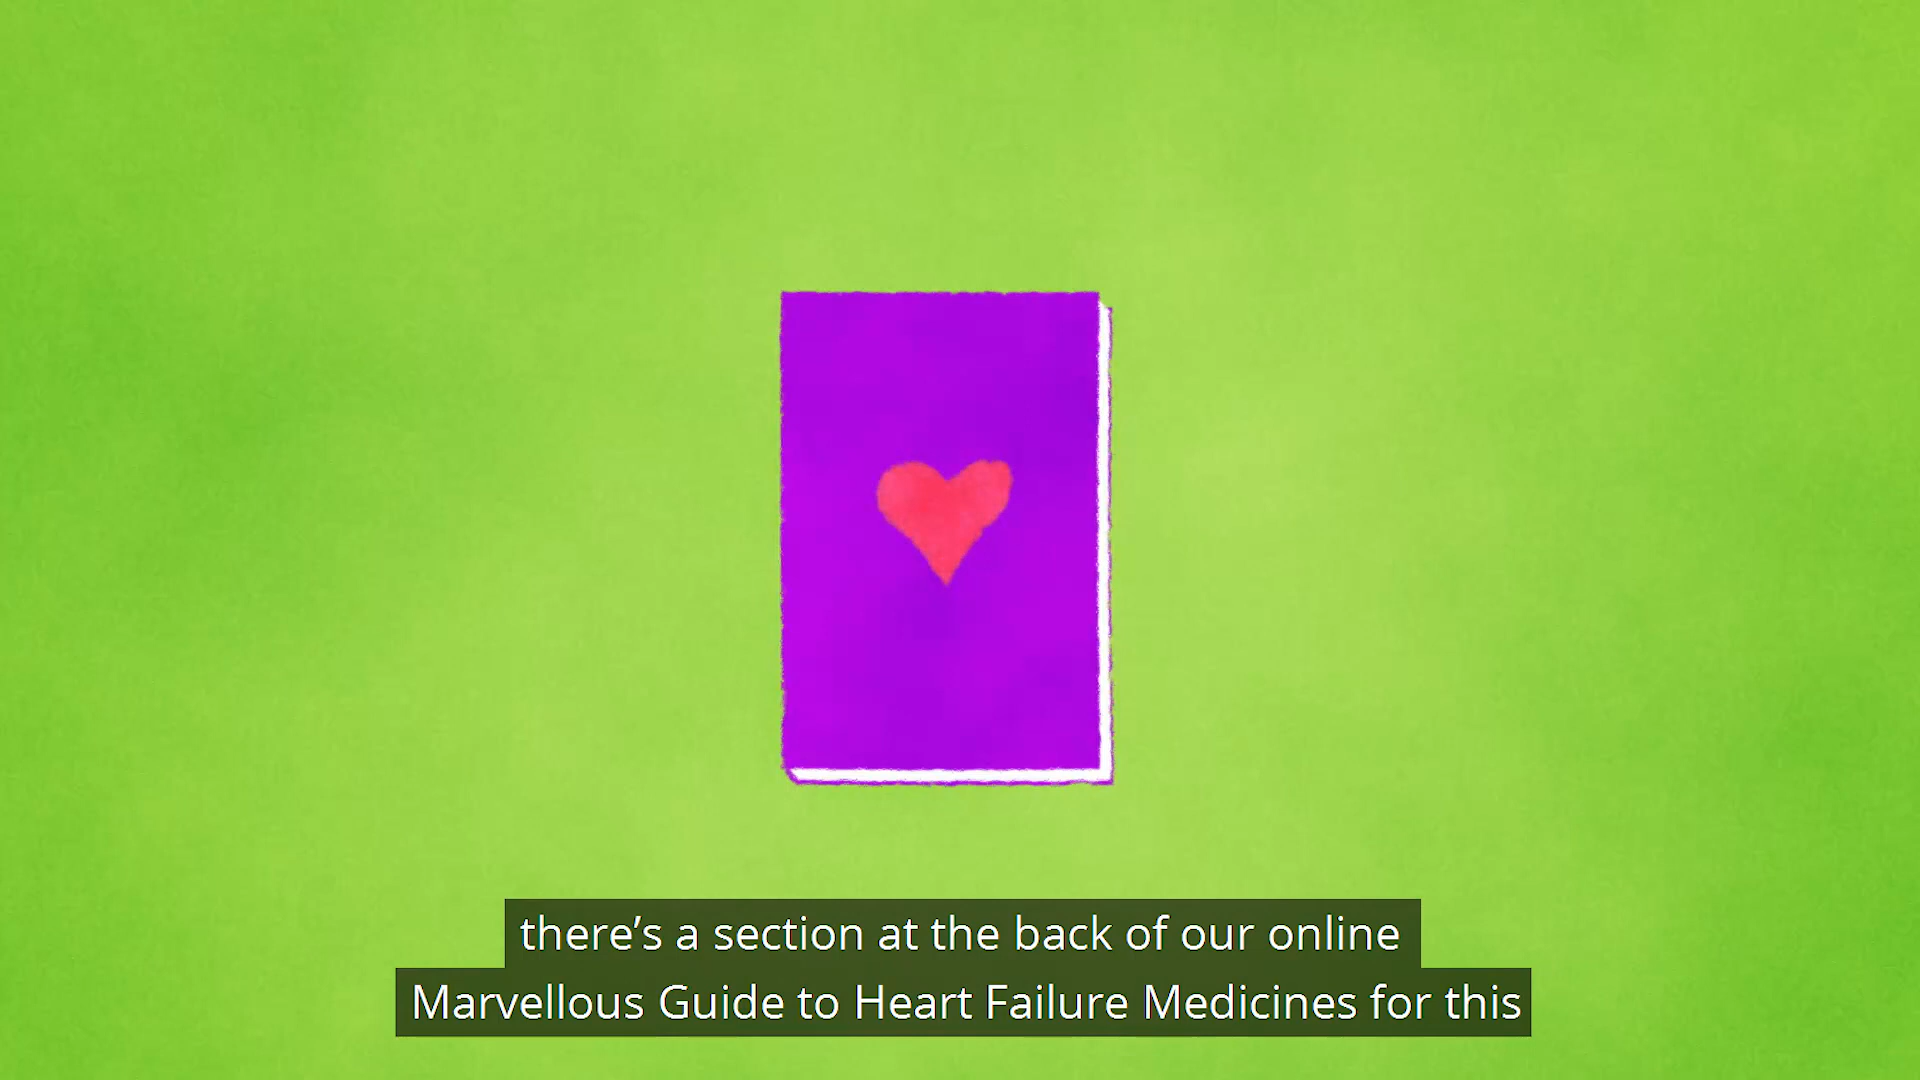 there’s a section at the back of our online
Marvellous Guide to Heart Failure Medicines for this